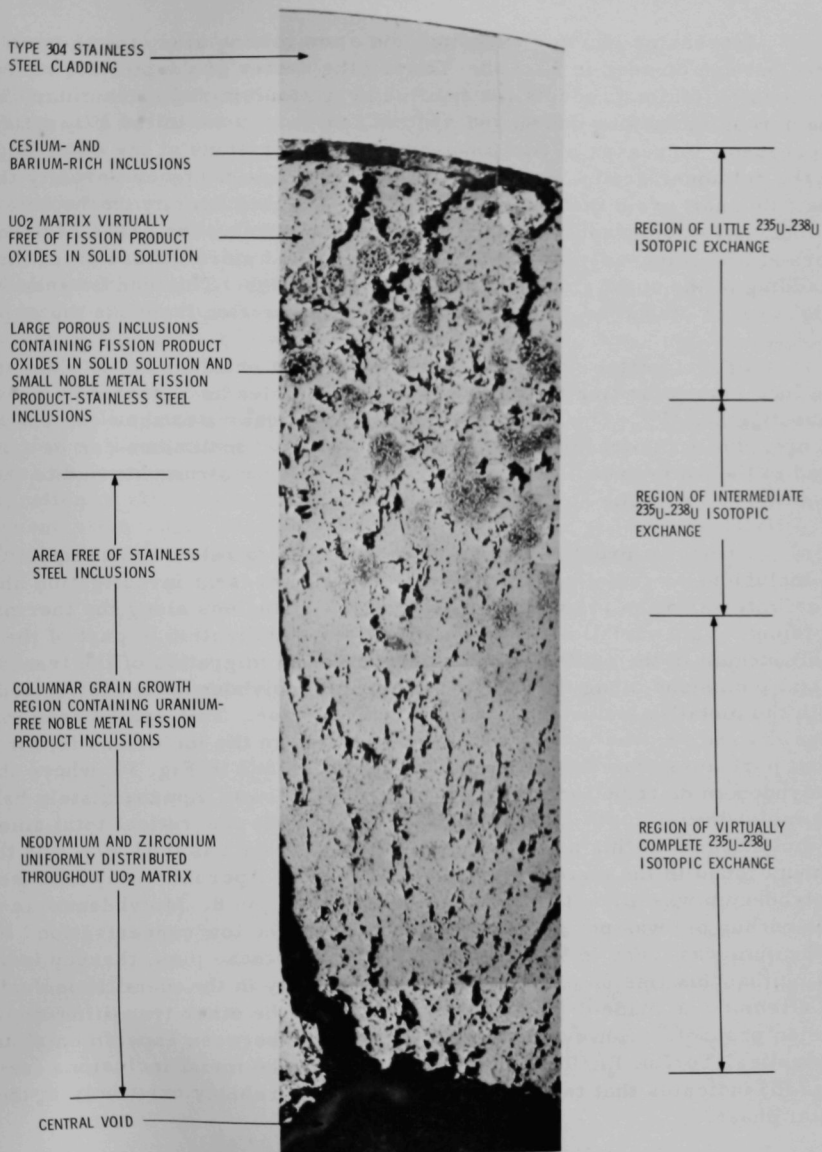 TYPE 304 STAINLESS
STEEL CLADDING
CESIUM- AND
BARIUM-RICH INCLUSIONS
UO₂ MATRIX VIRTUALLY
FREE OF FISSION PRODUCT
OXIDES IN SOLID SOLUTION
LARGE POROUS INCLUSIONS
CONTAINING FISSION PRODUCT
OXIDES IN SOLID SOLUTION AND
SMALL NOBLE METAL FISSION
PRODUCT-STAINLESS STEEL
INCLUSIONS
AREA FREE OF STAINLESS
STEEL INCLUSIONS
COLUMNAR GRAIN GROWTH
REGION CONTAINING URANIUM-
FREE NOBLE METAL FISSION
PRODUCT INCLUSIONS
NEODYMIUM AND ZIRCONIUM
UNIFORMLY DISTRIBUTED
THROUGHOUT UO₂ MATRIX
CENTRAL VOID
REGION OF LITTLE ²³⁵U-²³⁸U
ISOTOPIC EXCHANGE
REGION OF INTERMEDIATE
²³⁵U-²³⁸U ISOTOPIC
EXCHANGE
REGION OF VIRTUALLY
COMPLETE ²³⁵U-²³⁸U
ISOTOPIC EXCHANGE